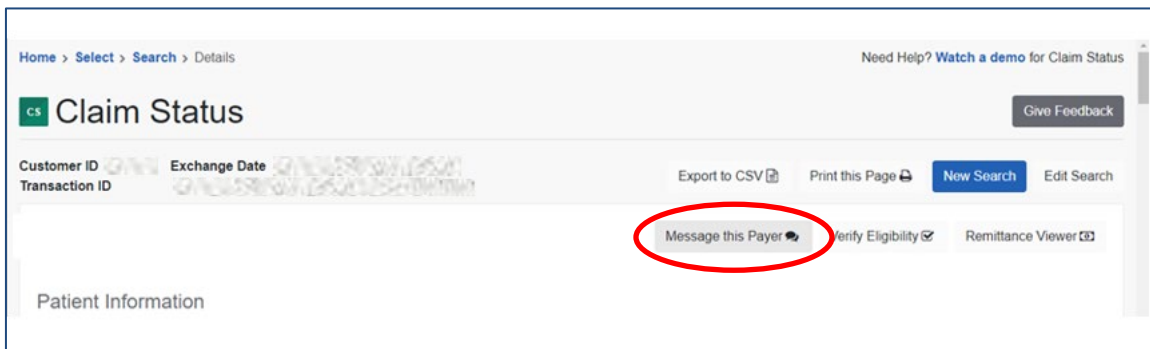 Home > Select > Search > Details
Need Help? Watch a demo for Claim Status
cs Claim Status
Give Feedback
Customer ID Exchange Date
Transaction ID
Export to CSV Print this Page New Search Edit Search
Message this Payer Verify Eligibility Remittance Viewer
Patient Information